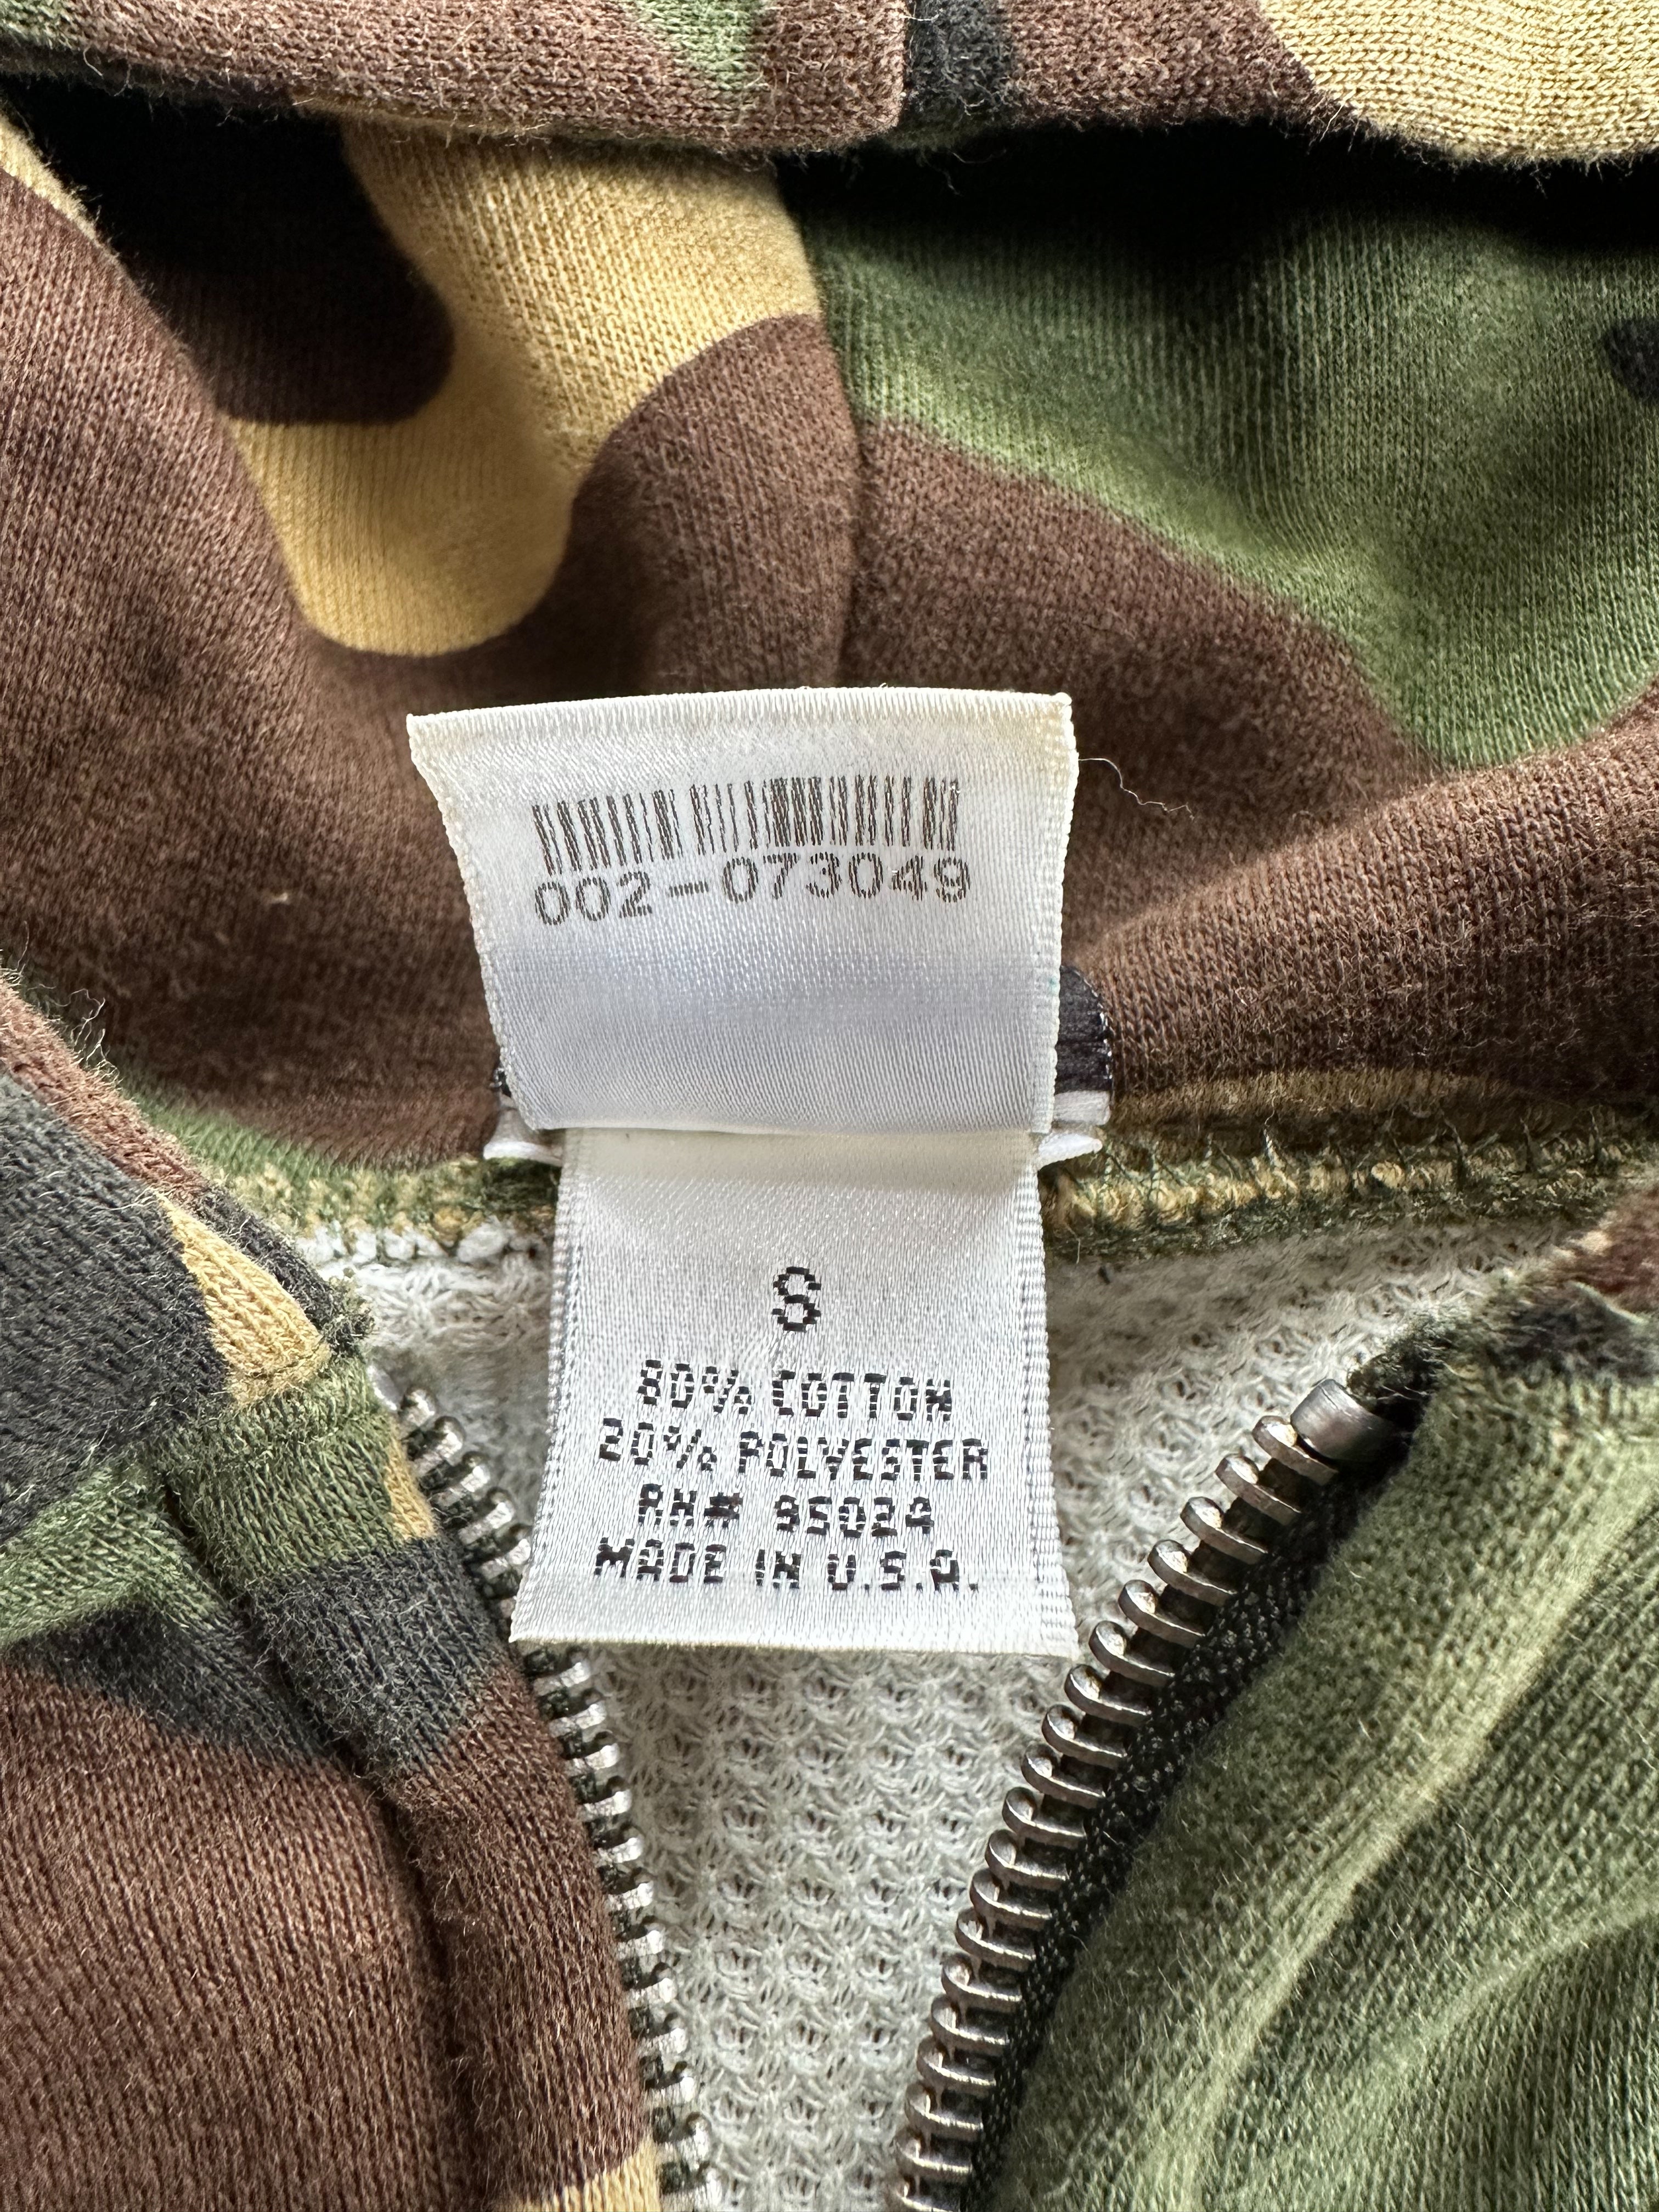 002-073049
S
80% COTTON
20% POLYESTER
RN# 95024
MADE IN U.S.A.